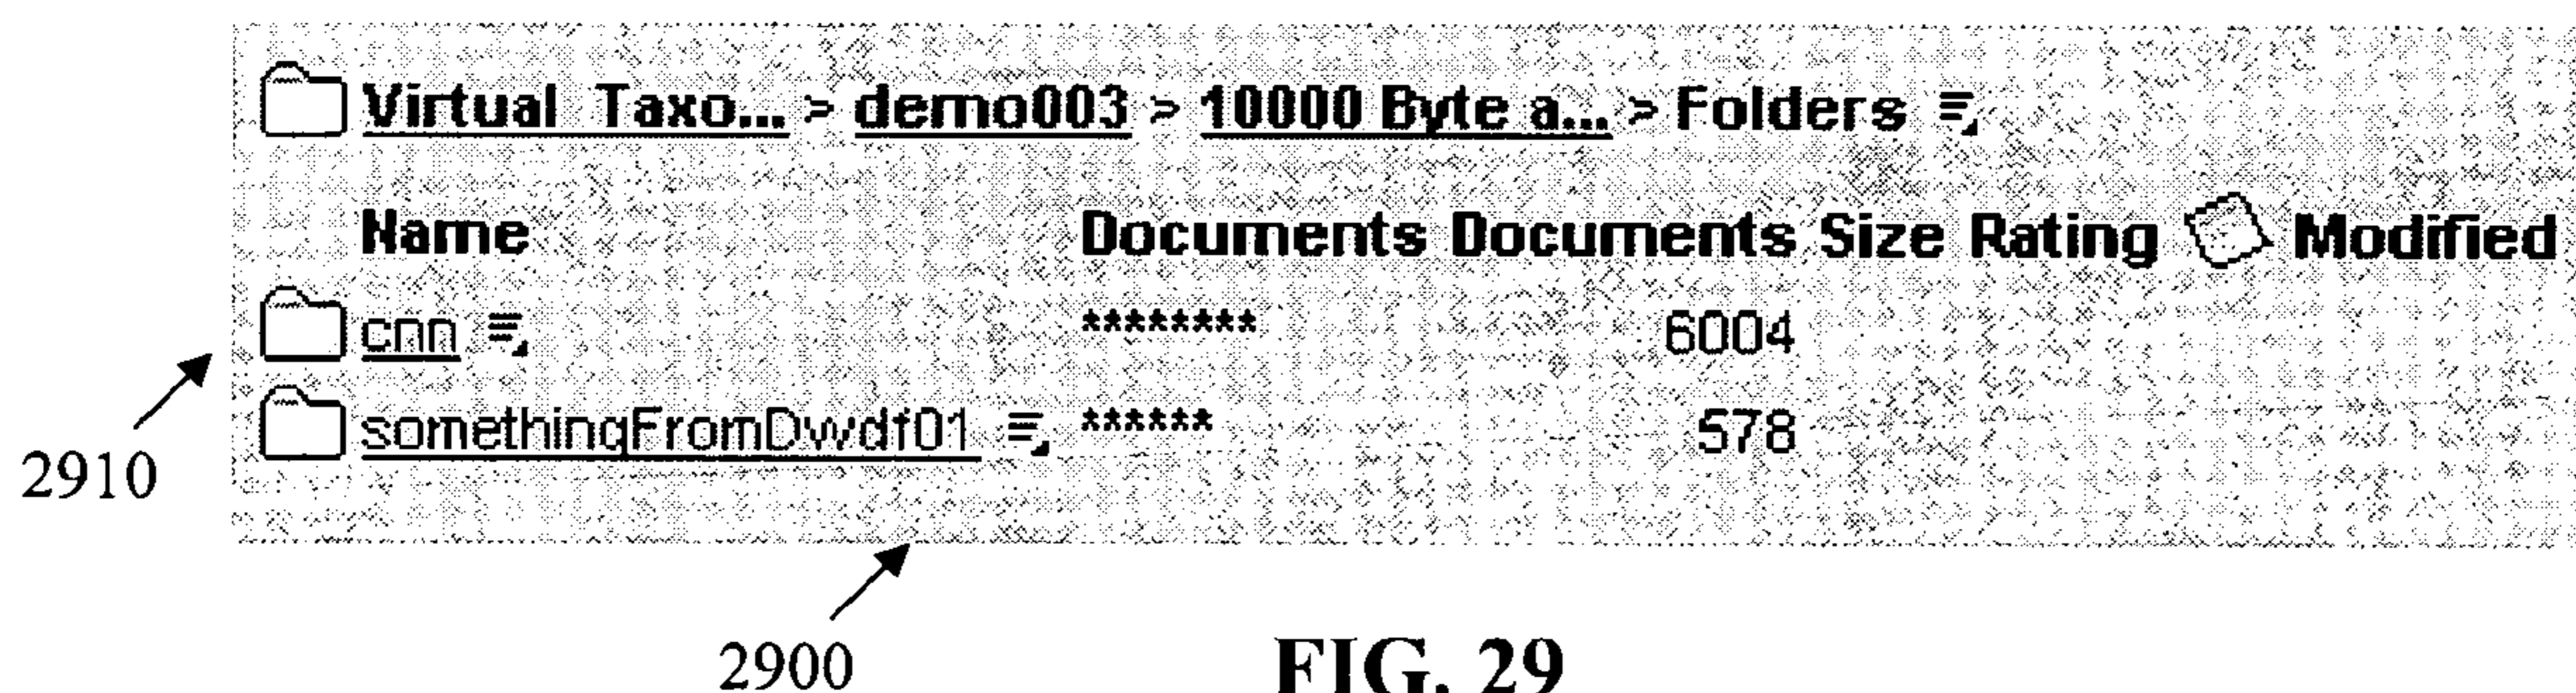 Virtual Taxo... > demo003 > 10000 Byte a... > Folders
Name Documents Documents Size Rating Modified
cnn ******** 6004
somethingFromDwdf01 ****** 578
2910
2900
FIG. 29